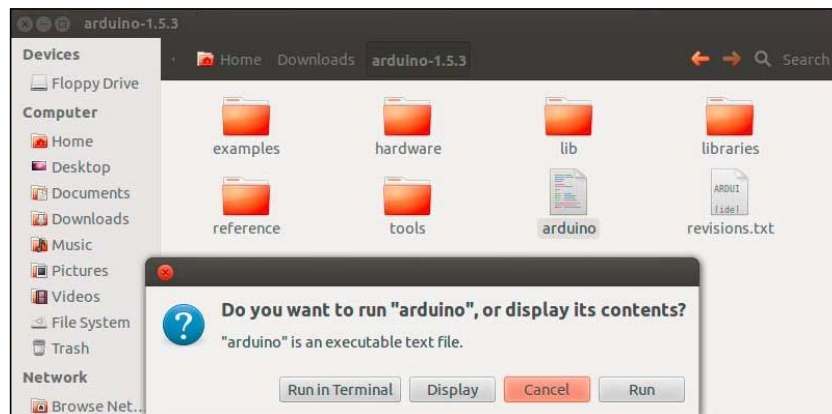 arduino-1.5.3
Devices
Floppy Drive
Computer
Home
Desktop
Documents
Downloads
Music
Pictures
Videos
File System
Trash
Network
Browse Net...
Home Downloads arduino-1.5.3 Search
examples hardware lib libraries
ARDUI
[ide]
reference tools arduino revisions.txt
Do you want to run "arduino", or display its contents?
"arduino" is an executable text file.
Run in Terminal Display Cancel Run